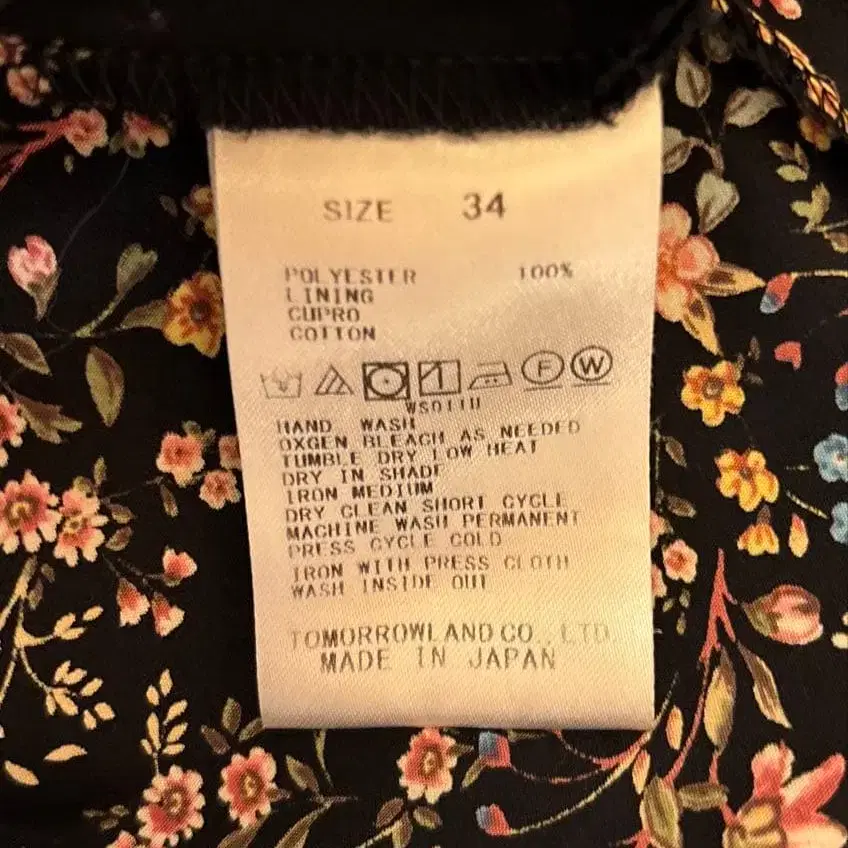 SIZE 34
POLYESTER 100%
LINING
CUPRO
COTTON
F W
HAND WASH
OXGEN BLEACH AS NEEDED
TUMBLE DRY LOW HEAT
DRY IN SHADE
IRON MEDIUM
DRY CLEAN SHORT CYCLE
MACHINE WASH PERMANENT
PRESS CYCLE COLD
IRON WITH PRESS CLOTH
WASH INSIDE OUT
TOMORROWLAND CO., LTD
MADE IN JAPAN